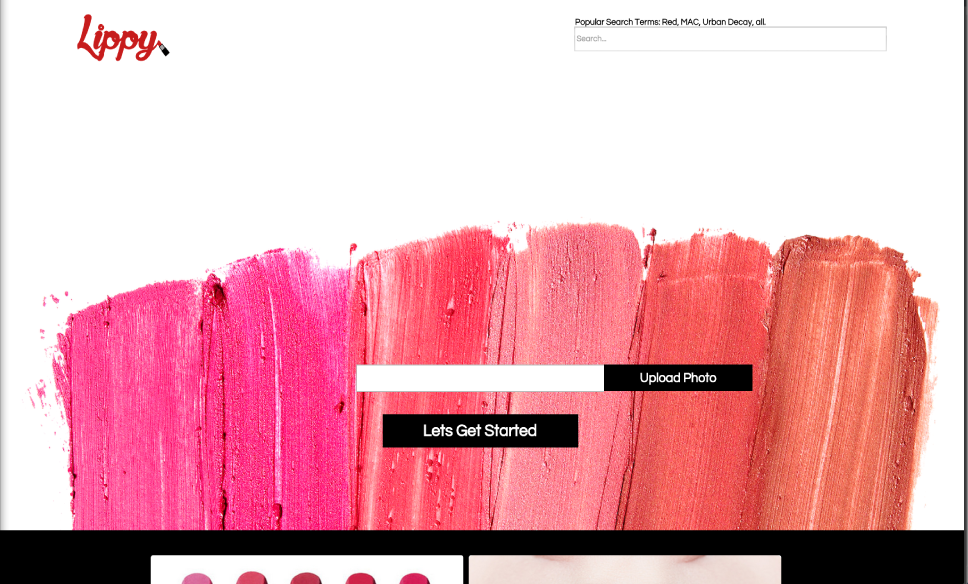 Lippy
Popular Search Terms: Red, MAC, Urban Decay, all.
Search...
Upload Photo
Lets Get Started